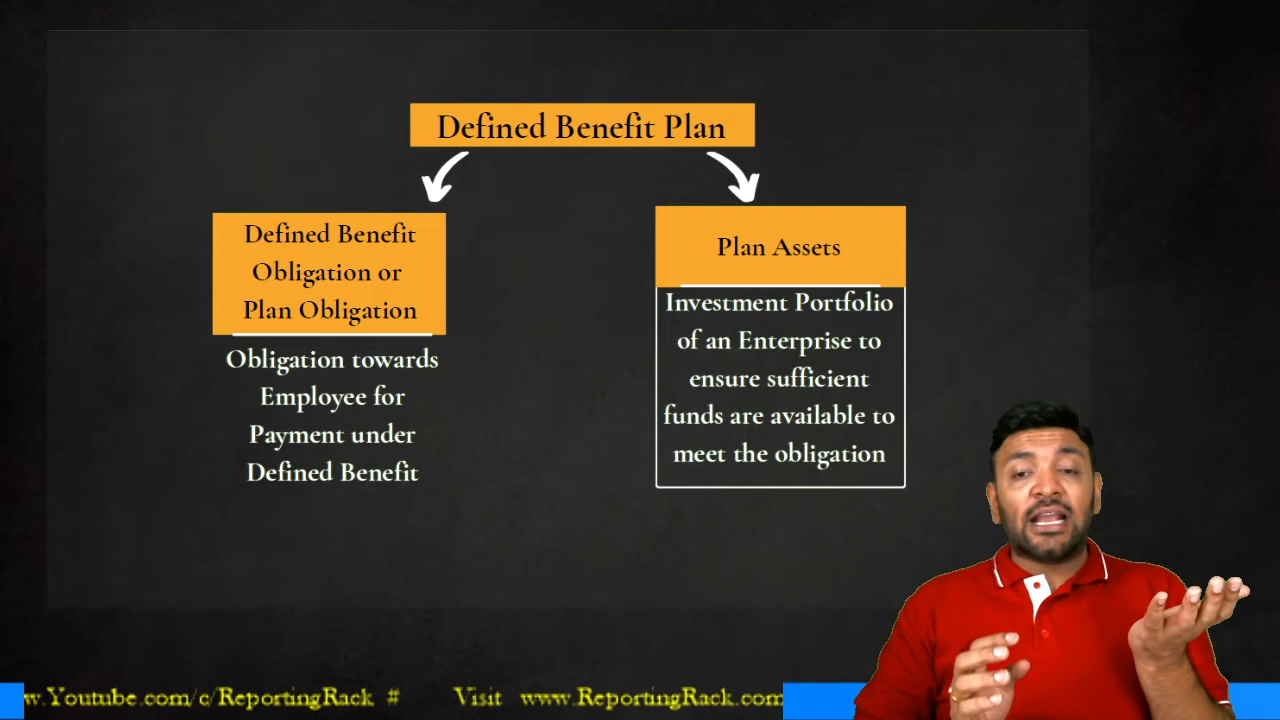 Defined Benefit Plan
Defined Benefit
Obligation or
Plan Obligation
Obligation towards
Employee for
Payment under
Defined Benefit
Plan Assets
Investment Portfolio
of an Enterprise to
ensure sufficient
funds are available to
meet the obligation
w.Youtube.com/c/ReportingRack # Visit www.ReportingRack.com